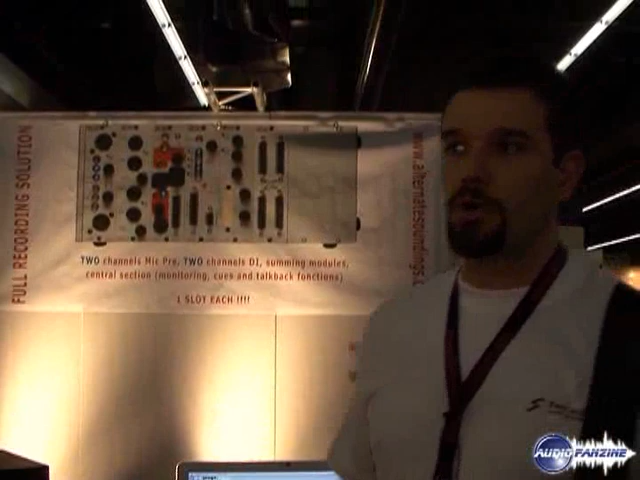 FULL RECORDING SOLUTION
TWO channels Mic Pre, TWO channels DI, summing modules,
central section (monitoring, cues and talkback functions)
1 SLOT EACH !!!!
AUDIOFANZINE